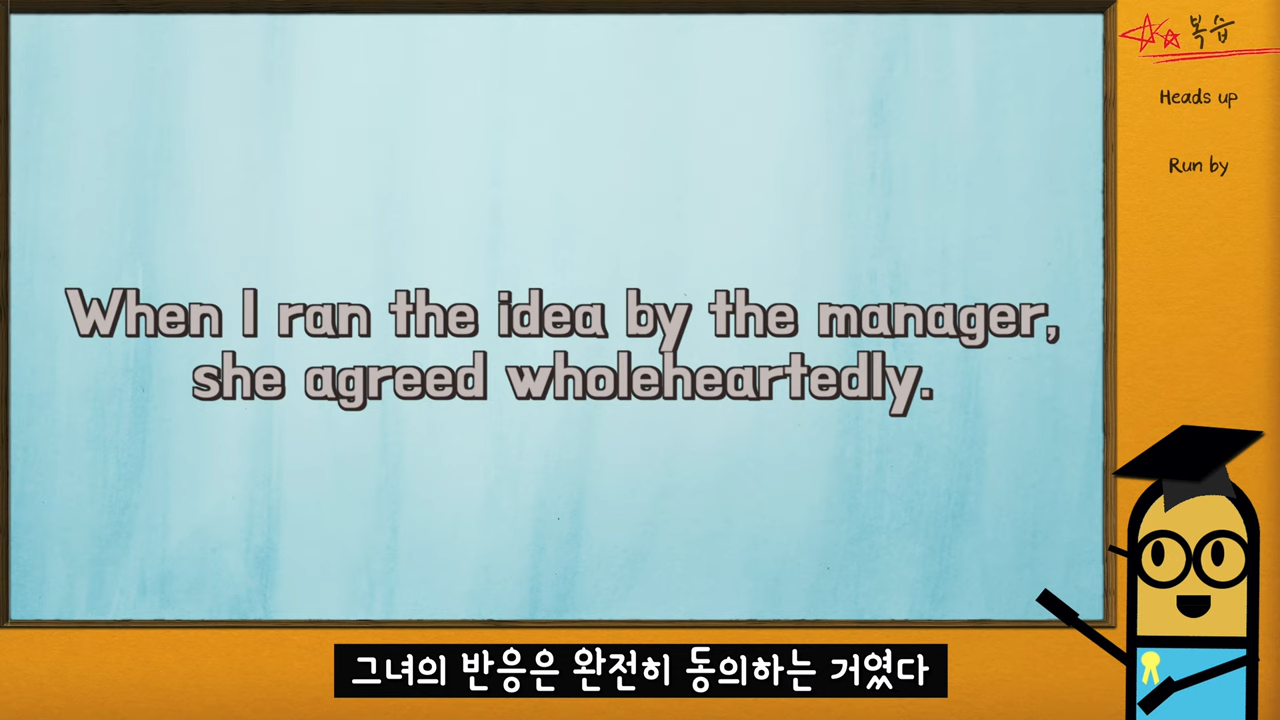 복습
Heads up
Run by
When I ran the idea by the manager,
she agreed wholeheartedly.
그녀의 반응은 완전히 동의하는 거였다